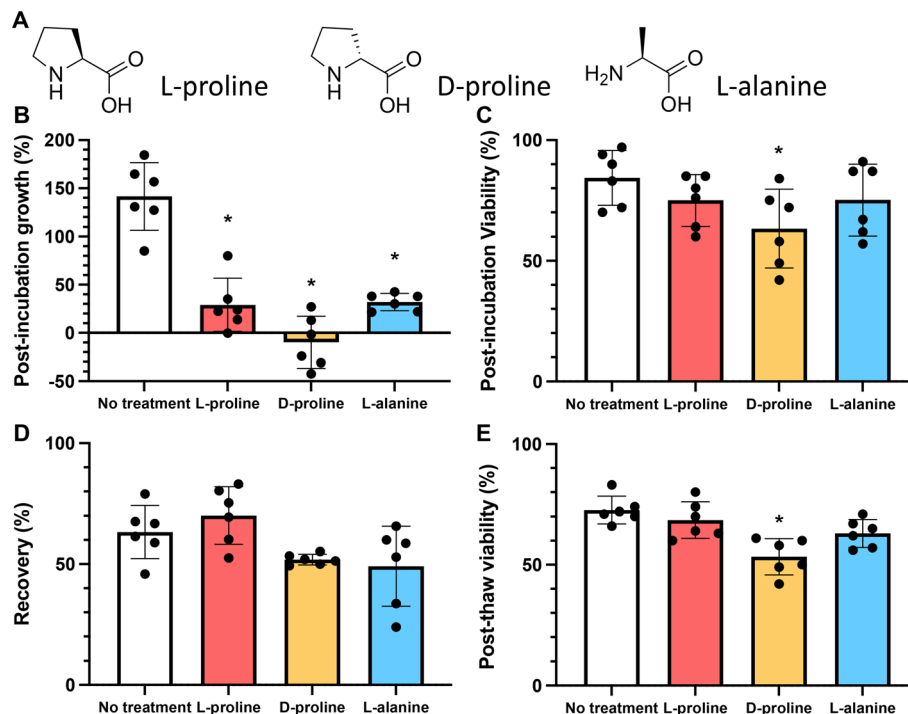 A
NH
O
OH
L-proline
NH
O
OH
D-proline
H₂N
O
OH
L-alanine
B
Post-incubation growth (%)
200
150
100
50
0
-50
*
*
*
No treatment L-proline D-proline L-alanine
C
Post-incubation Viability (%)
100
50
0
*
No treatment L-proline D-proline L-alanine
D
Recovery (%)
100
50
0
No treatment L-proline D-proline L-alanine
E
Post-thaw viability (%)
100
50
0
*
No treatment L-proline D-proline L-alanine